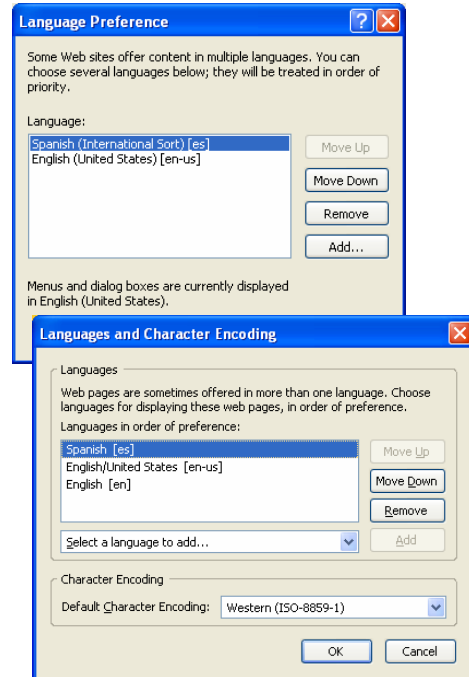 Language Preference
Some Web sites offer content in multiple languages. You can
choose several languages below; they will be treated in order of
priority.
Language:
Spanish (International Sort) [es]
English (United States) [en-us]
Move Up
Move Down
Remove
Add...
Menus and dialog boxes are currently displayed
in English (United States).
Languages and Character Encoding
Languages
Web pages are sometimes offered in more than one language. Choose
languages for displaying these web pages, in order of preference.
Languages in order of preference:
Spanish [es]
English/United States [en-us]
English [en]
Move Up
Move Down
Remove
Select a language to add...
Add
Character Encoding
Default Character Encoding: Western (ISO-8859-1)
OK Cancel